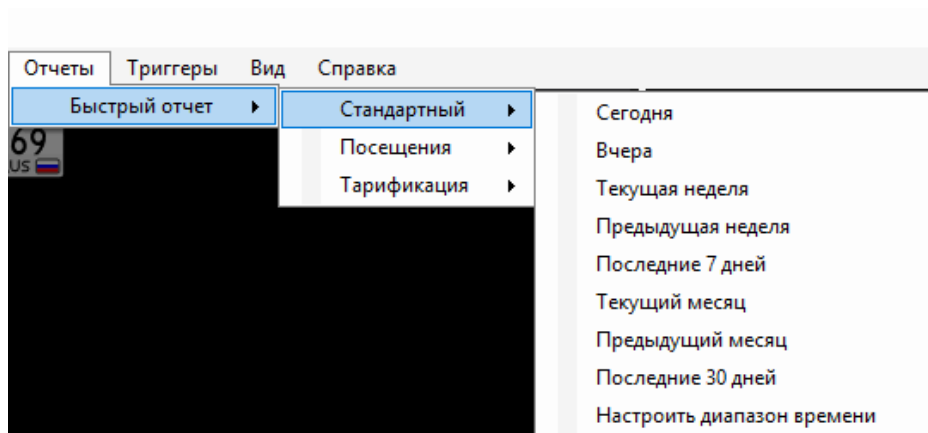 Отчеты Триггеры Вид Справка
Быстрый отчет
Стандартный
Посещения
Тарификация
Сегодня
Вчера
Текущая неделя
Предыдущая неделя
Последние 7 дней
Текущий месяц
Предыдущий месяц
Последние 30 дней
Настроить диапазон времени
69
US